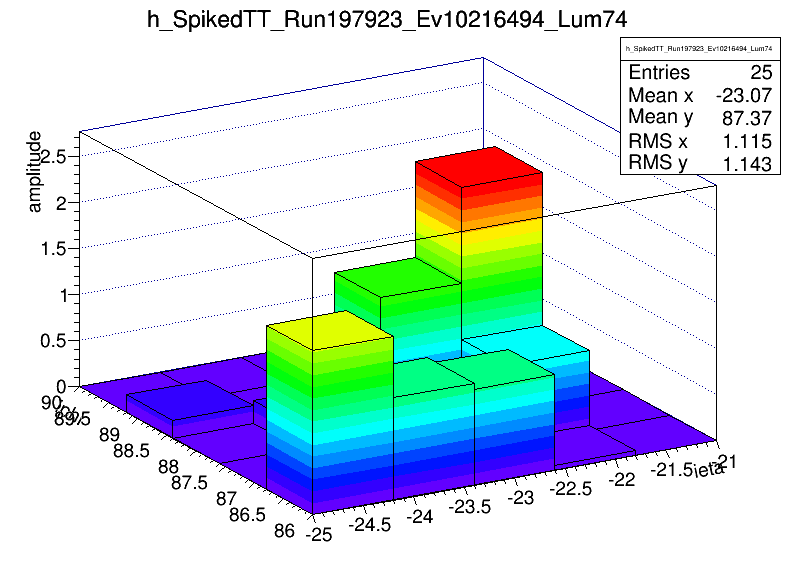 h_SpikedTT_Run197923_Ev10216494_Lum74
h_SpikedTT_Run197923_Ev10216494_Lum74
Entries 25
Mean x -23.07
Mean y 87.37
RMS x 1.115
RMS y 1.143
amplitude
2.5
2
1.5
1
0.5
0
90
89.5
89
88.5
88
87.5
87
86.5
86
-25
-24.5
-24
-23.5
-23
-22.5
-22
-21.5
-21
ieta